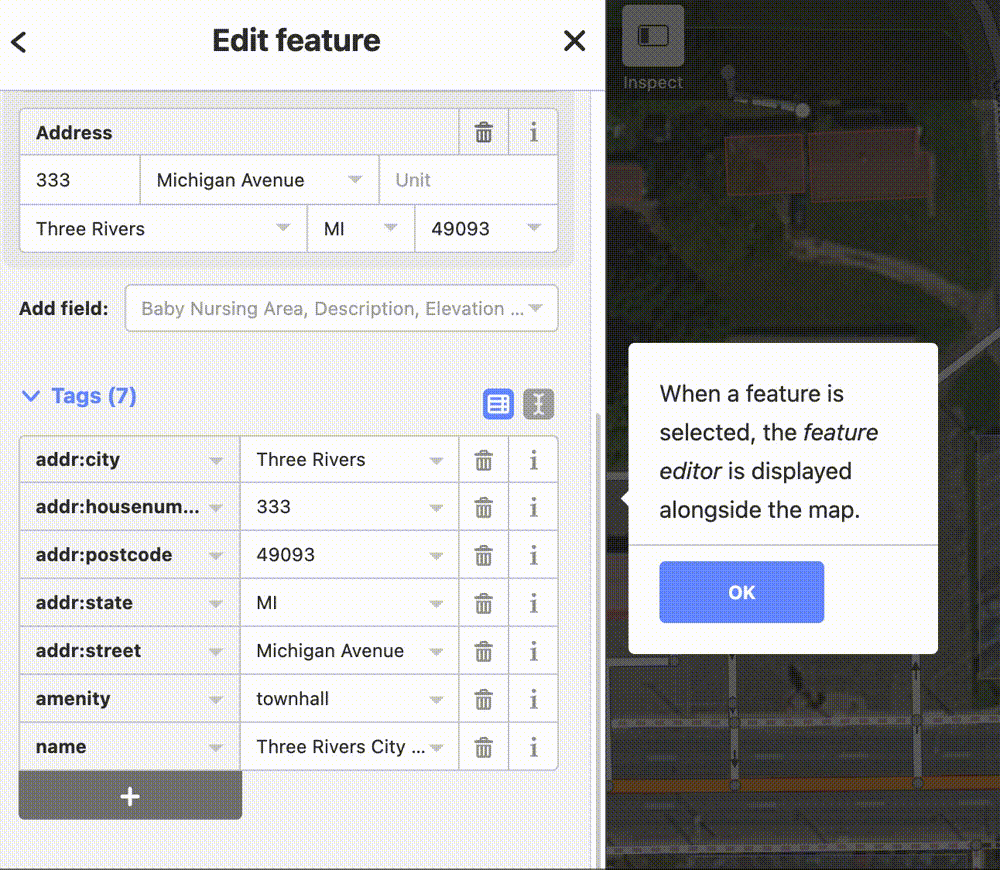 Edit feature
Inspect
Address
333 Michigan Avenue Unit
Three Rivers MI 49093
Add field: Baby Nursing Area, Description, Elevation ...
Tags (7)
addr:city Three Rivers
addr:housenum... 333
addr:postcode 49093
addr:state MI
addr:street Michigan Avenue
amenity townhall
name Three Rivers City ...
+
When a feature is
selected, the feature
editor is displayed
alongside the map.
OK